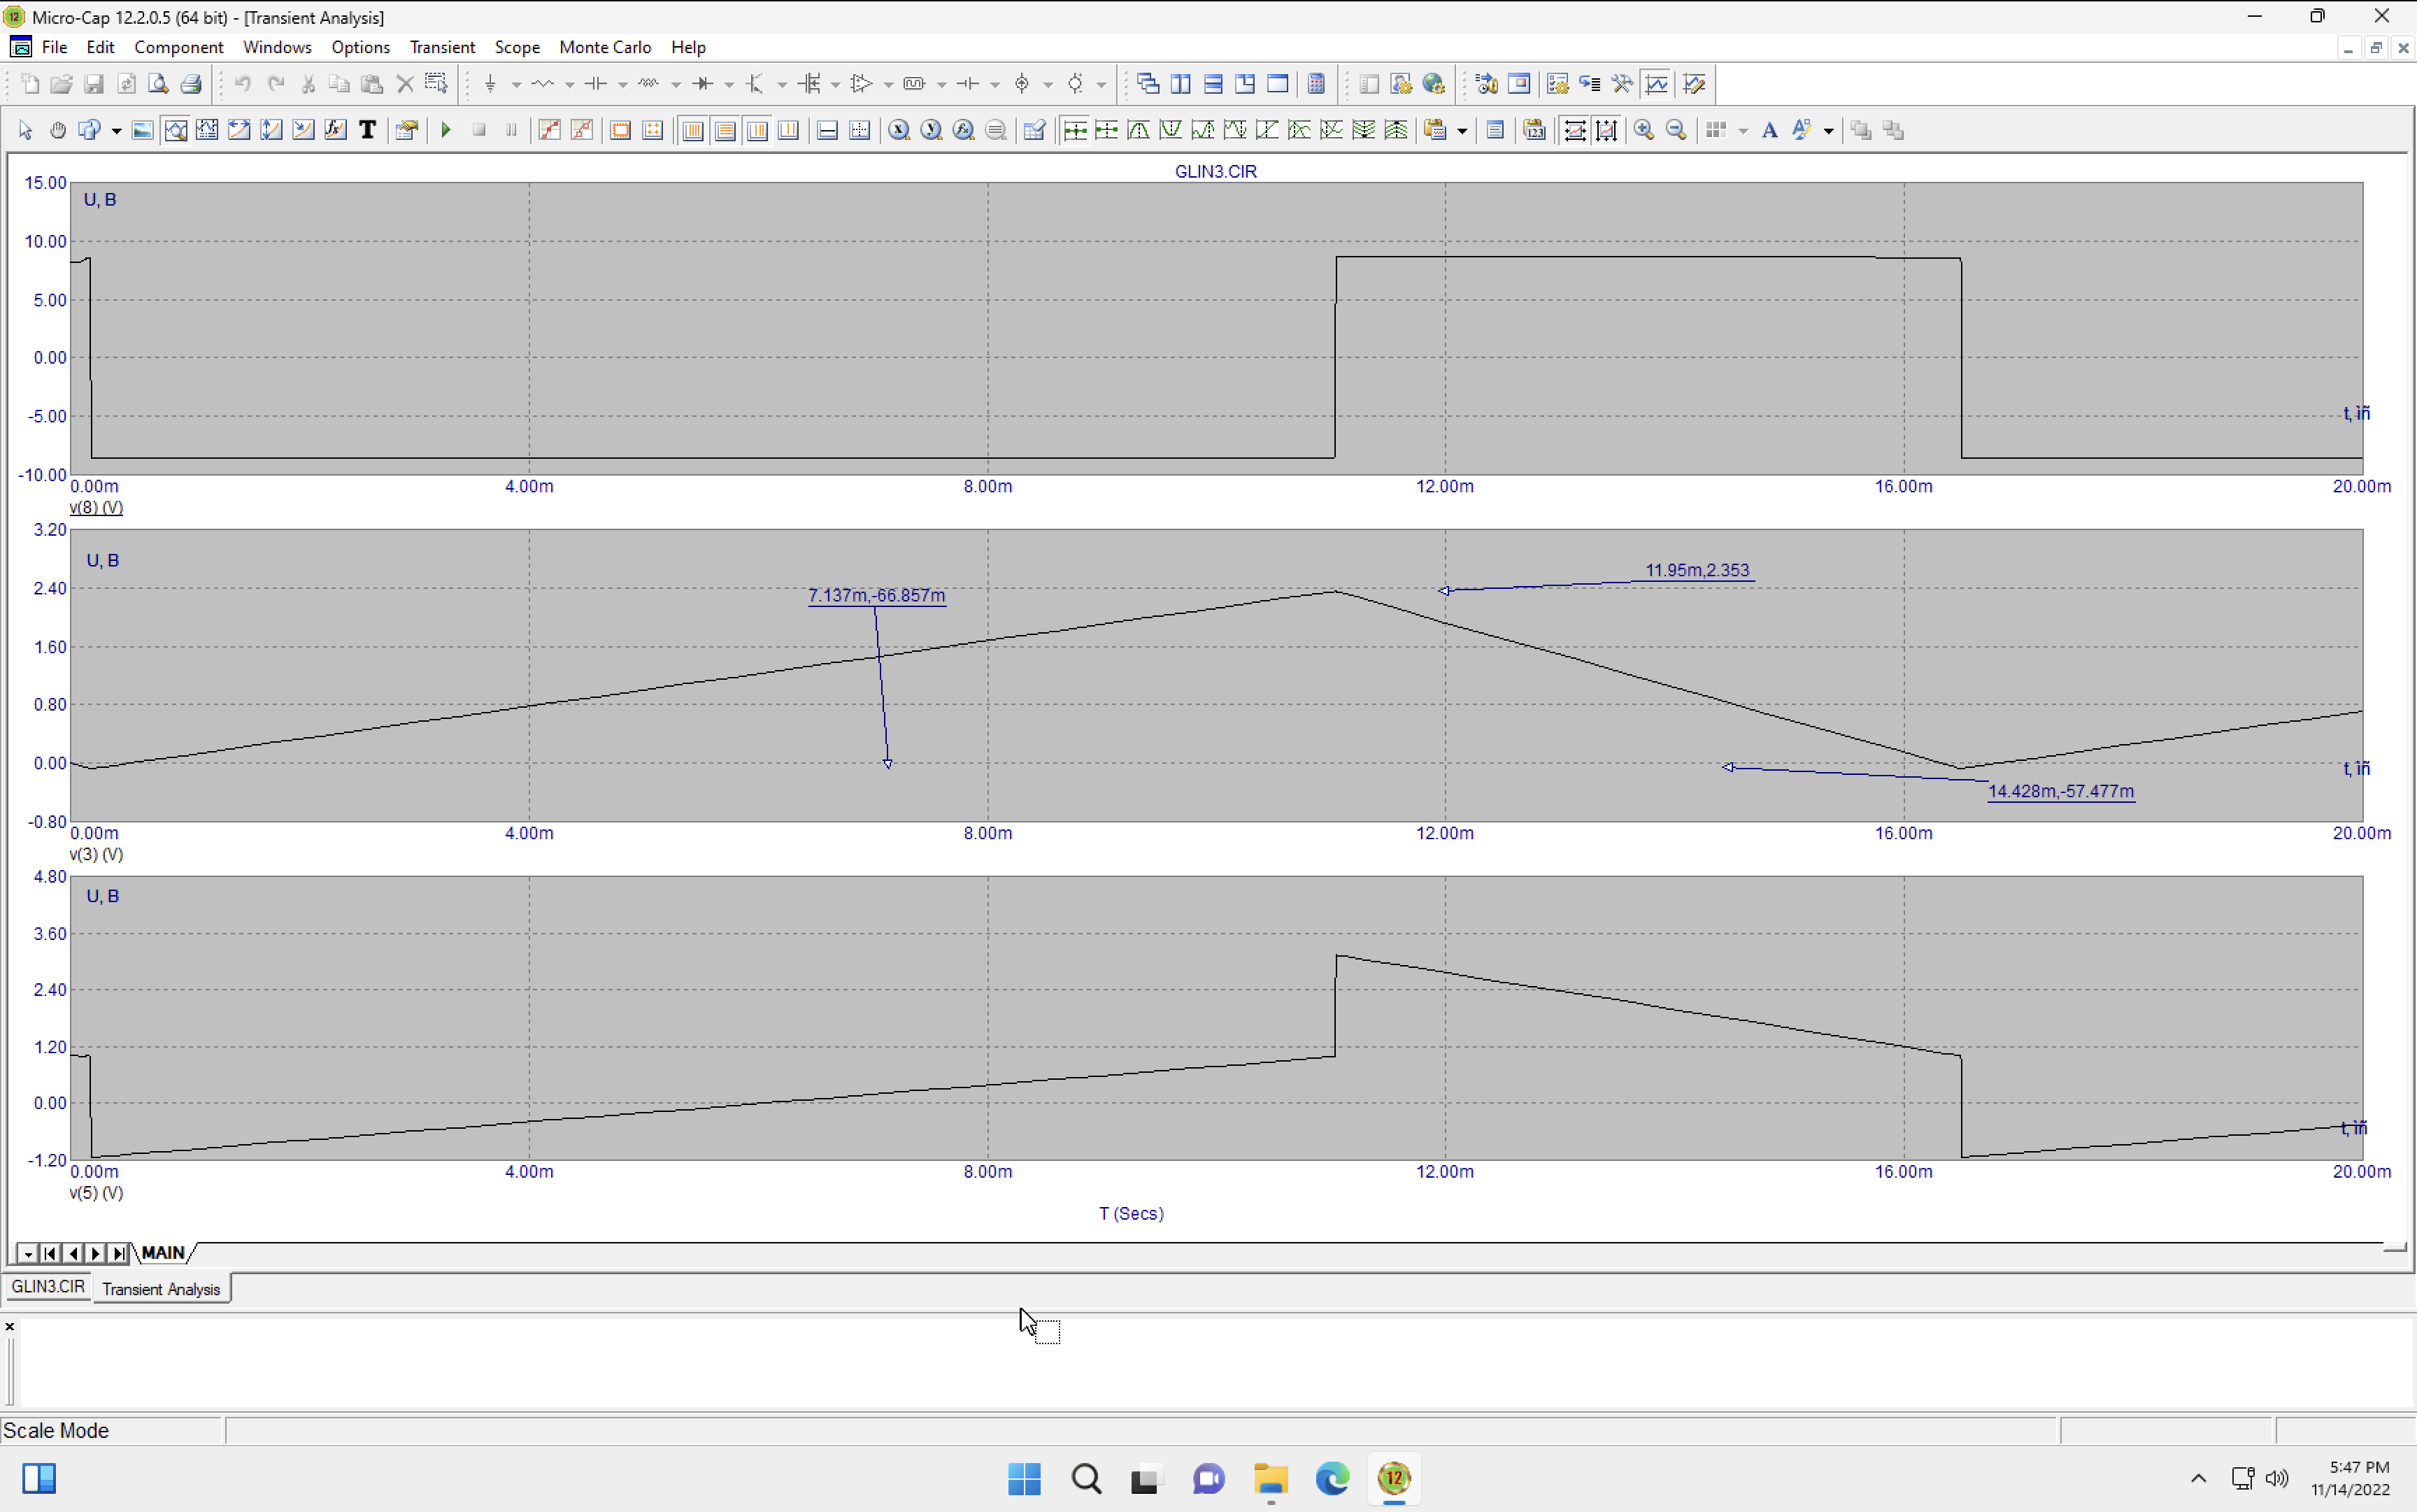 Micro-Cap 12.2.0.5 (64 bit) - [Transient Analysis]
File Edit Component Windows Options Transient Scope Monte Carlo Help
GLIN3.CIR
15.00
U, B
10.00
5.00
0.00
-5.00
t, ìñ
-10.00
0.00m 4.00m 8.00m 12.00m 16.00m 20.00m
v(8) (V)
3.20
U, B
11.95m,2.353
2.40
7.137m,-66.857m
1.60
0.80
0.00
t, ìñ
14.428m,-57.477m
-0.80
0.00m 4.00m 8.00m 12.00m 16.00m 20.00m
v(3) (V)
4.80
U, B
3.60
2.40
1.20
0.00
t, ìñ
-1.20
0.00m 4.00m 8.00m 12.00m 16.00m 20.00m
v(5) (V)
T (Secs)
MAIN
GLIN3.CIR Transient Analysis
Scale Mode
12
5:47 PM
11/14/2022